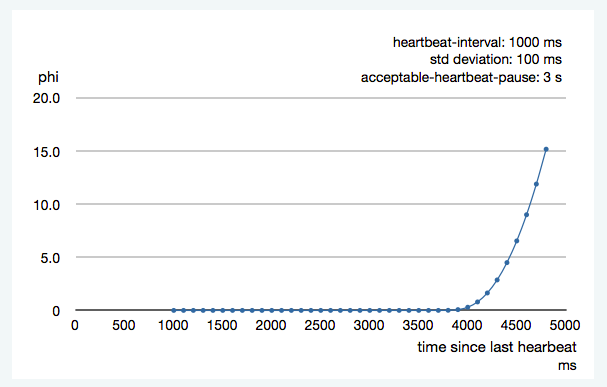 heartbeat-interval: 1000 ms
std deviation: 100 ms
acceptable-heartbeat-pause: 3 s
phi
20.0
15.0
10.0
5.0
0
0 500 1000 1500 2000 2500 3000 3500 4000 4500 5000
time since last hearbeat
ms